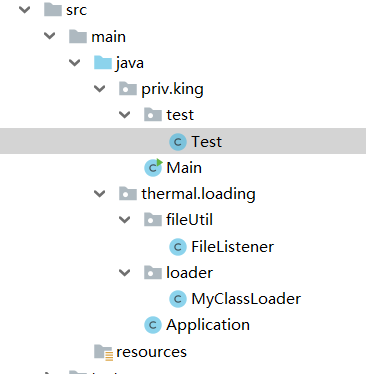 src
main
java
priv.king
test
Test
Main
thermal.loading
fileUtil
FileListener
loader
MyClassLoader
Application
resources